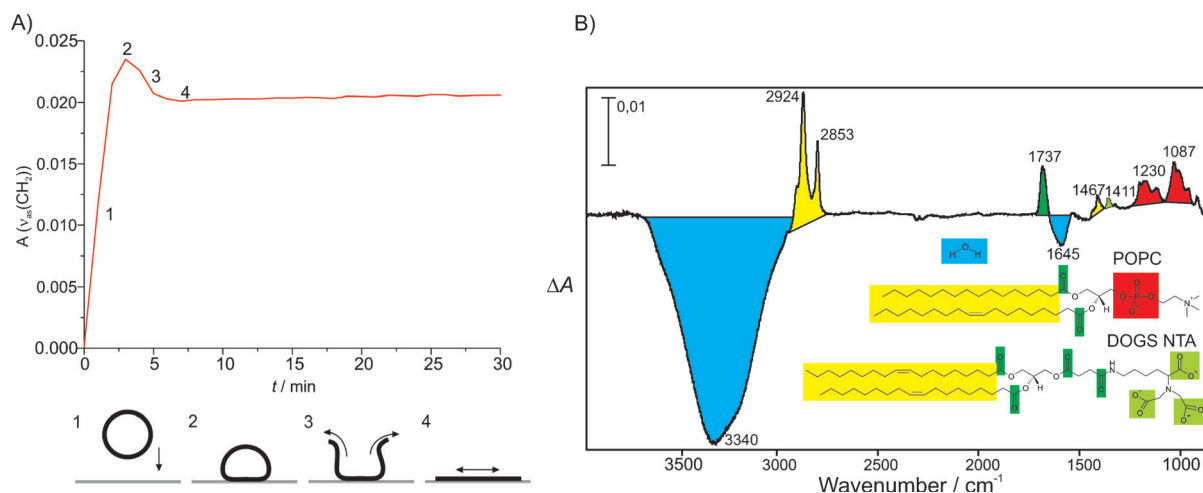 A)
0.025
0.020
0.015
0.010
0.005
0.000
A (νas(CH2))
1
2
3
4
0
5
10
15
20
25
30
t / min
1
2
3
4
B)
0,01
2924
2853
1737
1467
1411
1230
1087
1645
3340
H O H
POPC
O
O
O
O
H
O
P
O
O
O
N
DOGS NTA
O
O
O
O
H
O
O
O
H
N
O
O
O-
N
O
O-
O
O-
ΔA
3500
3000
2500
2000
1500
1000
Wavenumber / cm-1